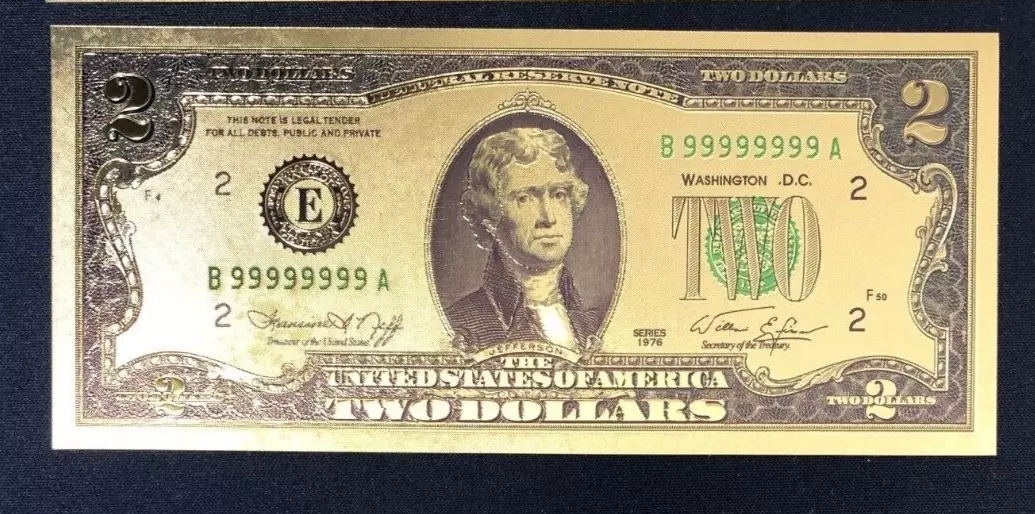 TWO DOLLARS
FEDERAL RESERVE NOTE
TWO DOLLARS
2
2
THIS NOTE IS LEGAL TENDER
FOR ALL DEBTS, PUBLIC AND PRIVATE
B 99999999 A
WASHINGTON .D.C.
F4
2
2
E
TWO
B 99999999 A
F50
2
2
SERIES
1976
Treasurer of the United States.
Secretary of the Treasury.
JEFFERSON
THE
UNITED STATES OF AMERICA
TWO DOLLARS
2
2
TWO DOLLARS